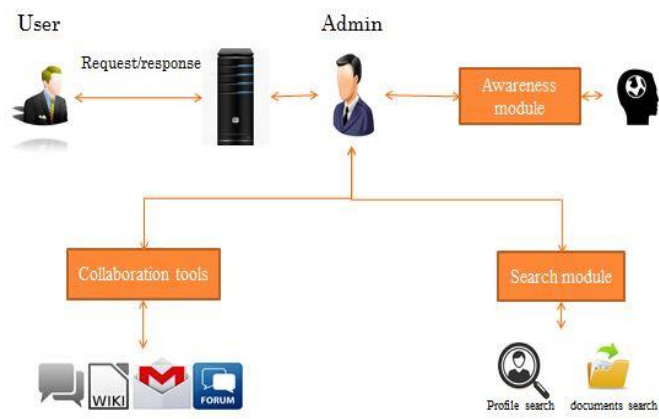 User
Admin
Request/response
Awareness
module
Collaboration tools
Search module
WIKI
FORUM
Profile search
documents search